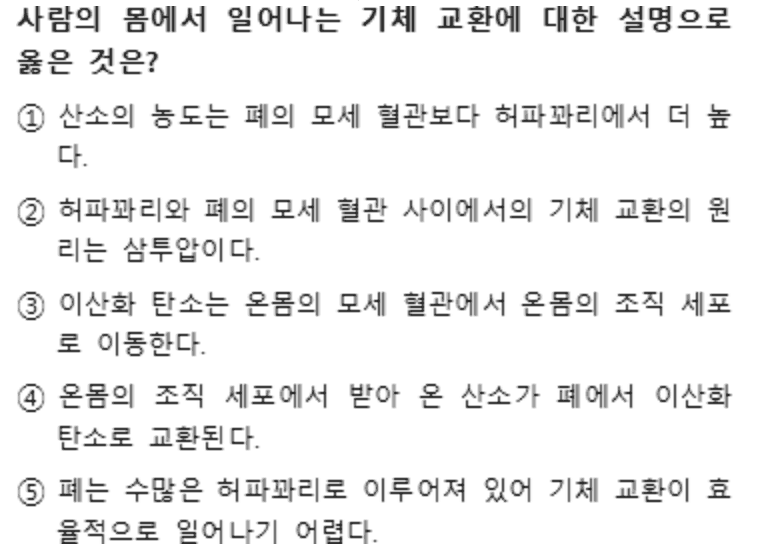 사람의 몸에서 일어나는 기체 교환에 대한 설명으로
옳은 것은?
① 산소의 농도는 폐의 모세 혈관보다 허파꽈리에서 더 높
다.
② 허파꽈리와 폐의 모세 혈관 사이에서의 기체 교환의 원
리는 삼투압이다.
③ 이산화 탄소는 온몸의 모세 혈관에서 온몸의 조직 세포
로 이동한다.
④ 온몸의 조직 세포에서 받아 온 산소가 폐에서 이산화
탄소로 교환된다.
⑤ 폐는 수많은 허파꽈리로 이루어져 있어 기체 교환이 효
율적으로 일어나기 어렵다.